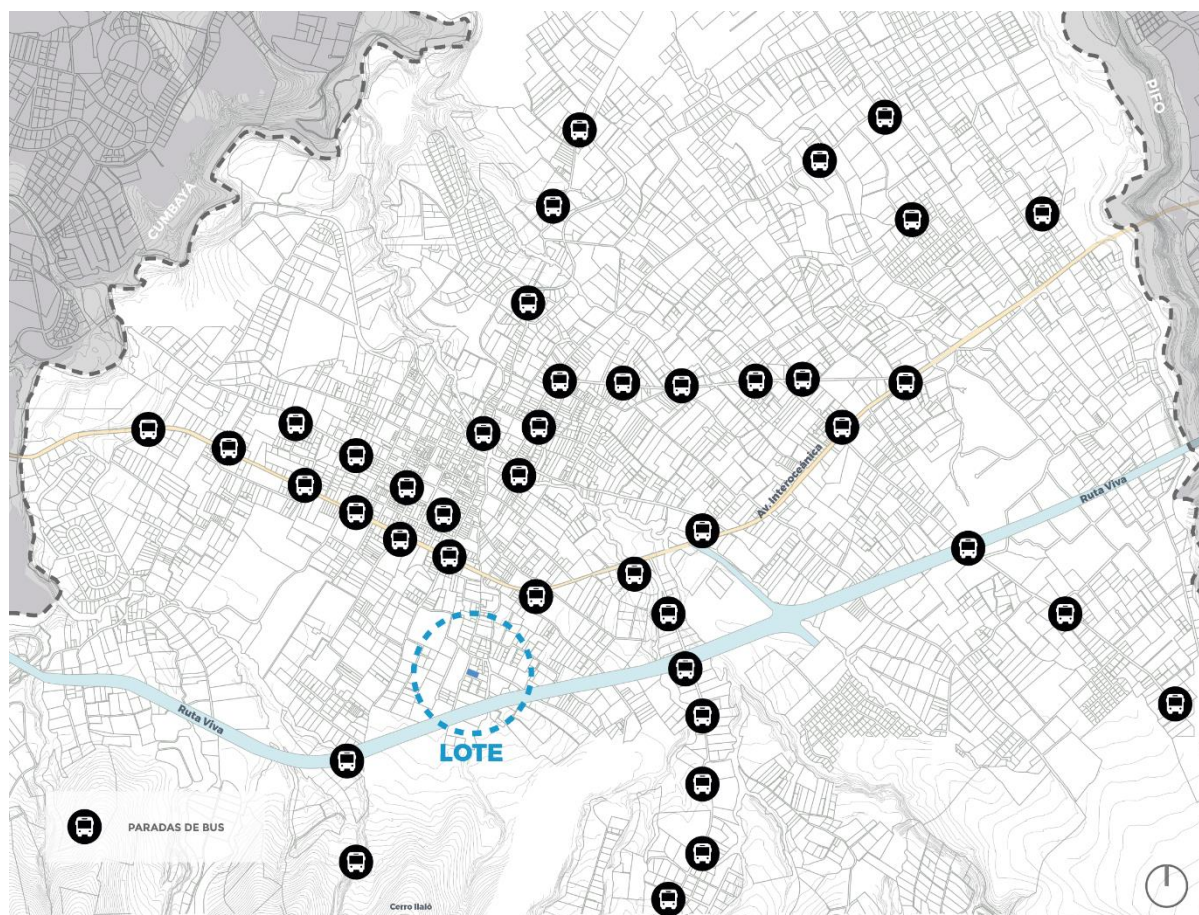 PIFO
CUMBAYÁ
Av. Interoceánica
Ruta Viva
Ruta Viva
LOTE
PARADAS DE BUS
Cerro Ilaló